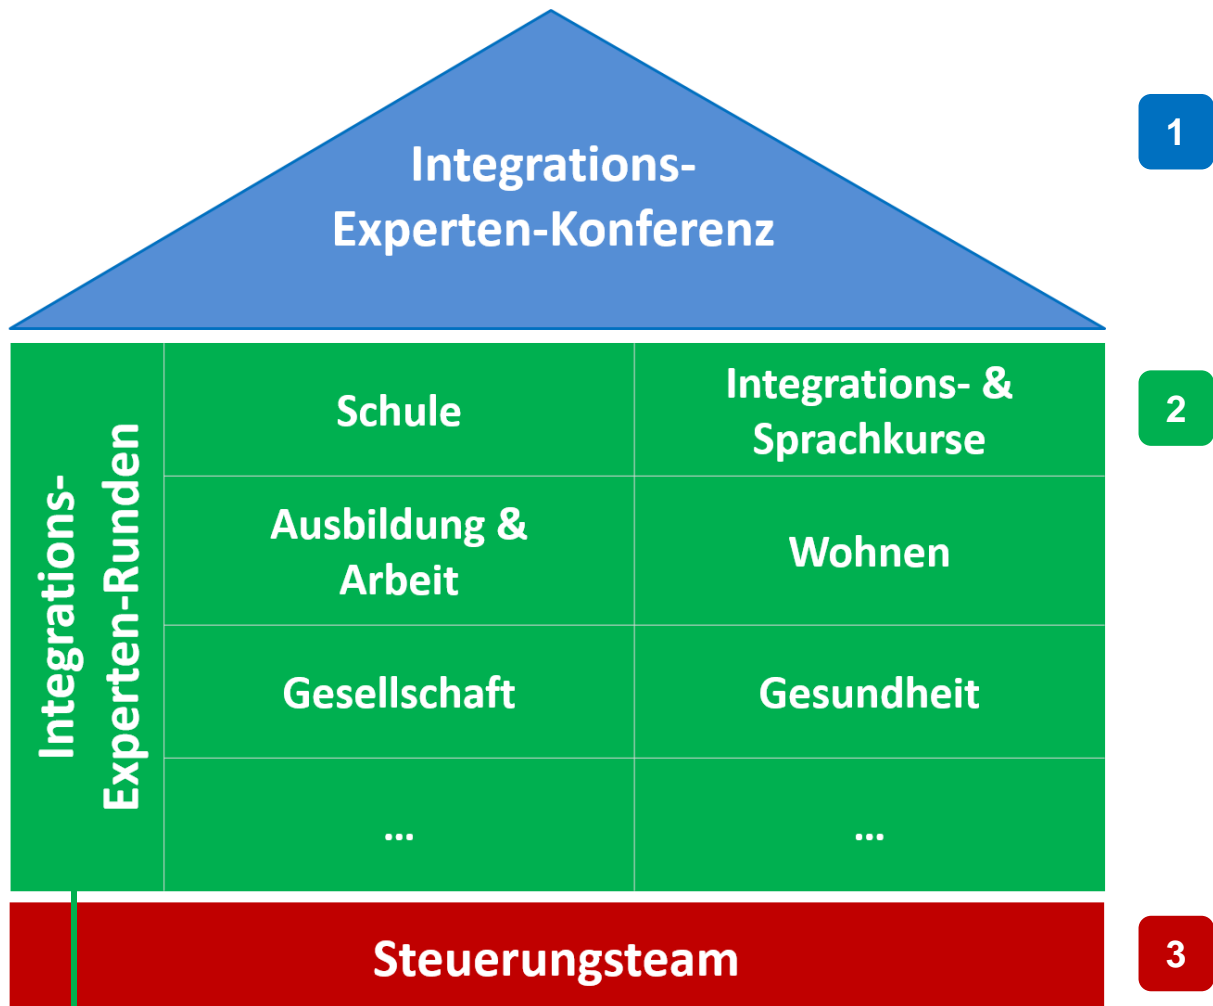 Integrations-
Experten-Konferenz
1
Integrations-
Experten-Runden
Schule
Integrations- &
Sprachkurse
2
Ausbildung &
Arbeit
Wohnen
Gesellschaft
Gesundheit
...
...
Steuerungsteam
3